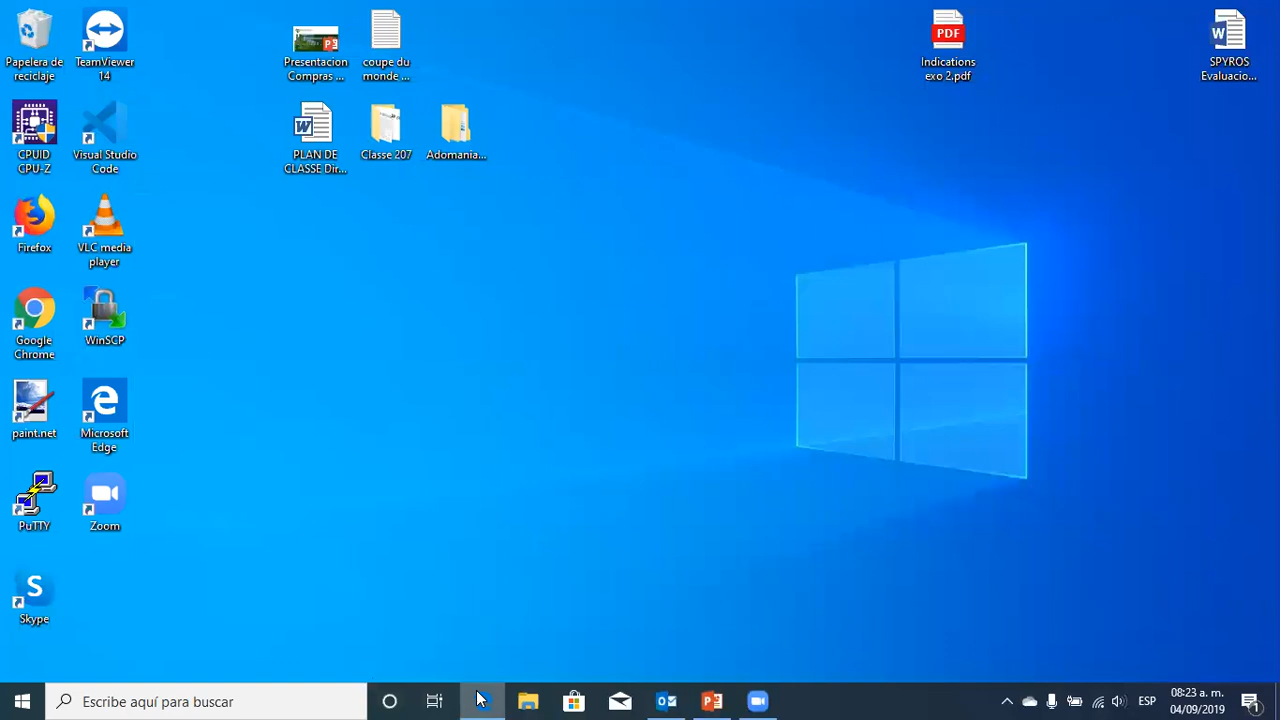 Papelera de
reciclaje
TeamViewer
14
Presentacion
Compras ...
coupe du
monde ...
PDF
Indications
exo 2.pdf
SPYROS
Evaluacio...
CPUID
CPU-Z
Visual Studio
Code
PLAN DE
CLASSE Dir...
Classe 207
Adomania...
Firefox
VLC media
player
Google
Chrome
WinSCP
paint.net
Microsoft
Edge
PuTTY
Zoom
S
Skype
Escribe aquí para buscar
ESP
08:23 a. m.
04/09/2019
1